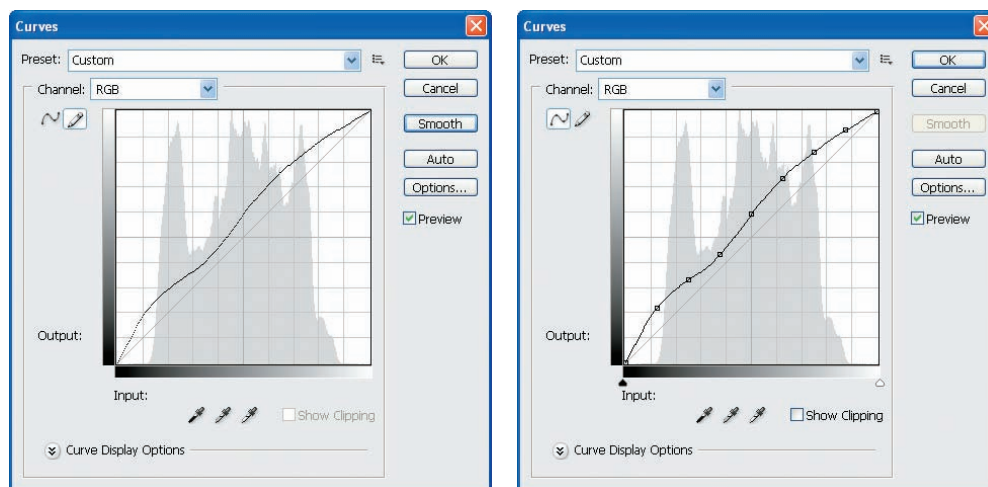 Curves
Preset: Custom
OK
Channel: RGB
Cancel
Smooth
Auto
Options...
Preview
Output:
Input:
Show Clipping
Curve Display Options
Curves
Preset: Custom
OK
Channel: RGB
Cancel
Smooth
Auto
Options...
Preview
Output:
Input:
Show Clipping
Curve Display Options